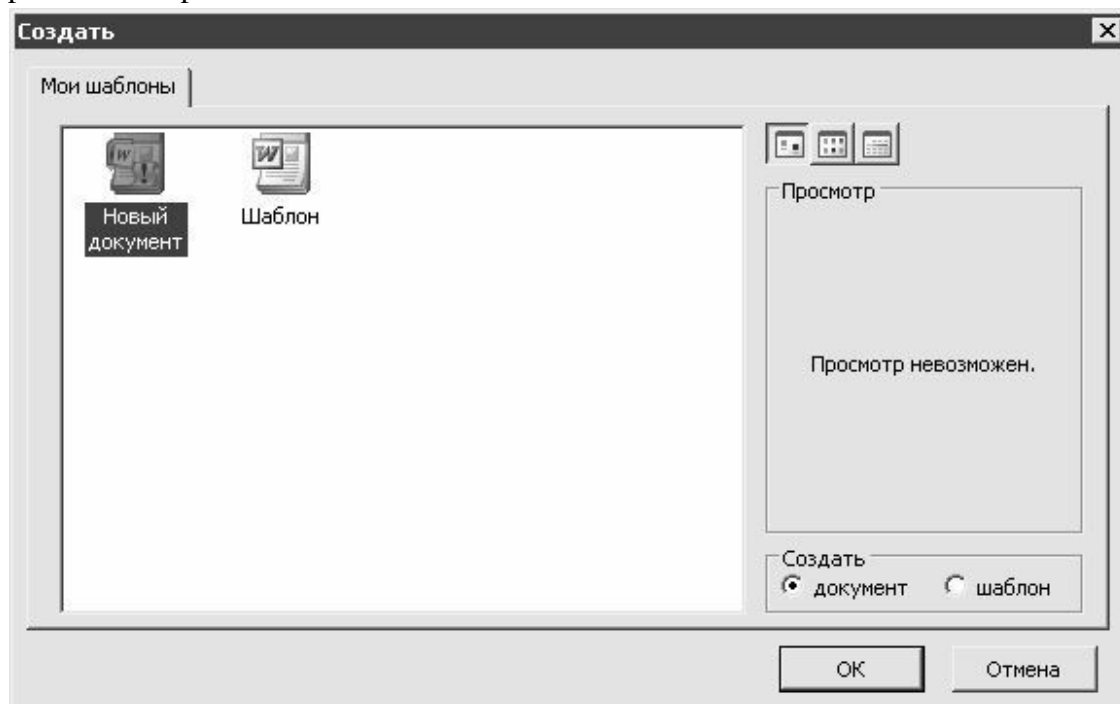 Создать
Мои шаблоны
Новый
документ
Шаблон
Просмотр
Просмотр невозможен.
Создать
документ
шаблон
ОК
Отмена